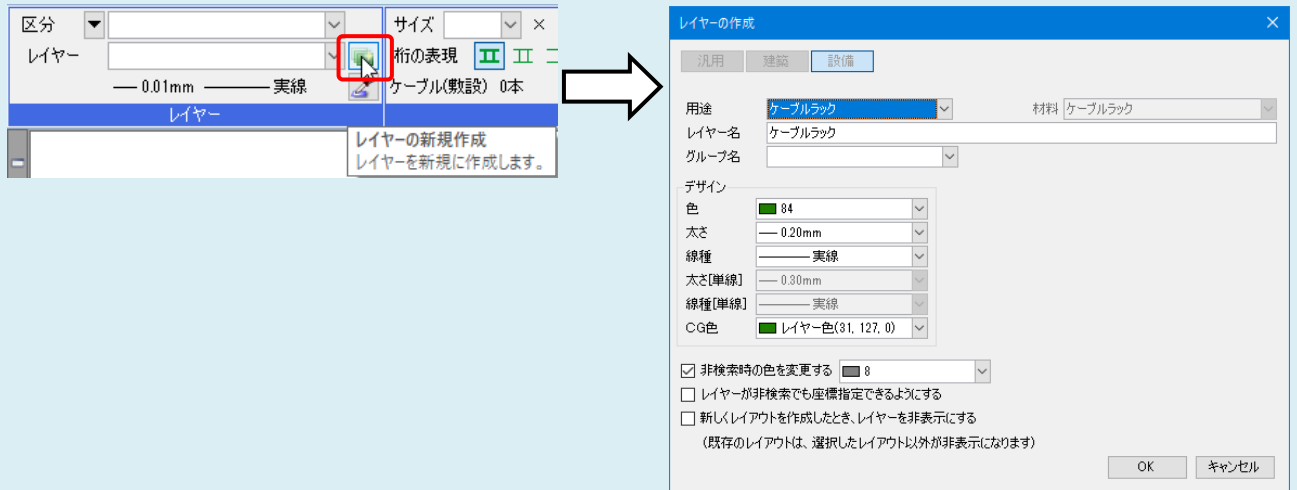 区分
サイズ ×
レイヤー
桁の表現
0.01mm 実線
ケーブル(敷設) 0本
レイヤー
レイヤーの新規作成
レイヤーを新規に作成します。
レイヤーの作成 ×
汎用 建築 設備
用途 ケーブルラック 材料 ケーブルラック
レイヤー名 ケーブルラック
グループ名
デザイン
色 84
太さ 0.20mm
線種 実線
太さ[単線] 0.30mm
線種[単線] 実線
CG色 レイヤー色(31, 127, 0)
非検索時の色を変更する 8
レイヤーが非検索でも座標指定できるようにする
新しくレイアウトを作成したとき、レイヤーを非表示にする
(既存のレイアウトは、選択したレイアウト以外が非表示になります)
OK キャンセル